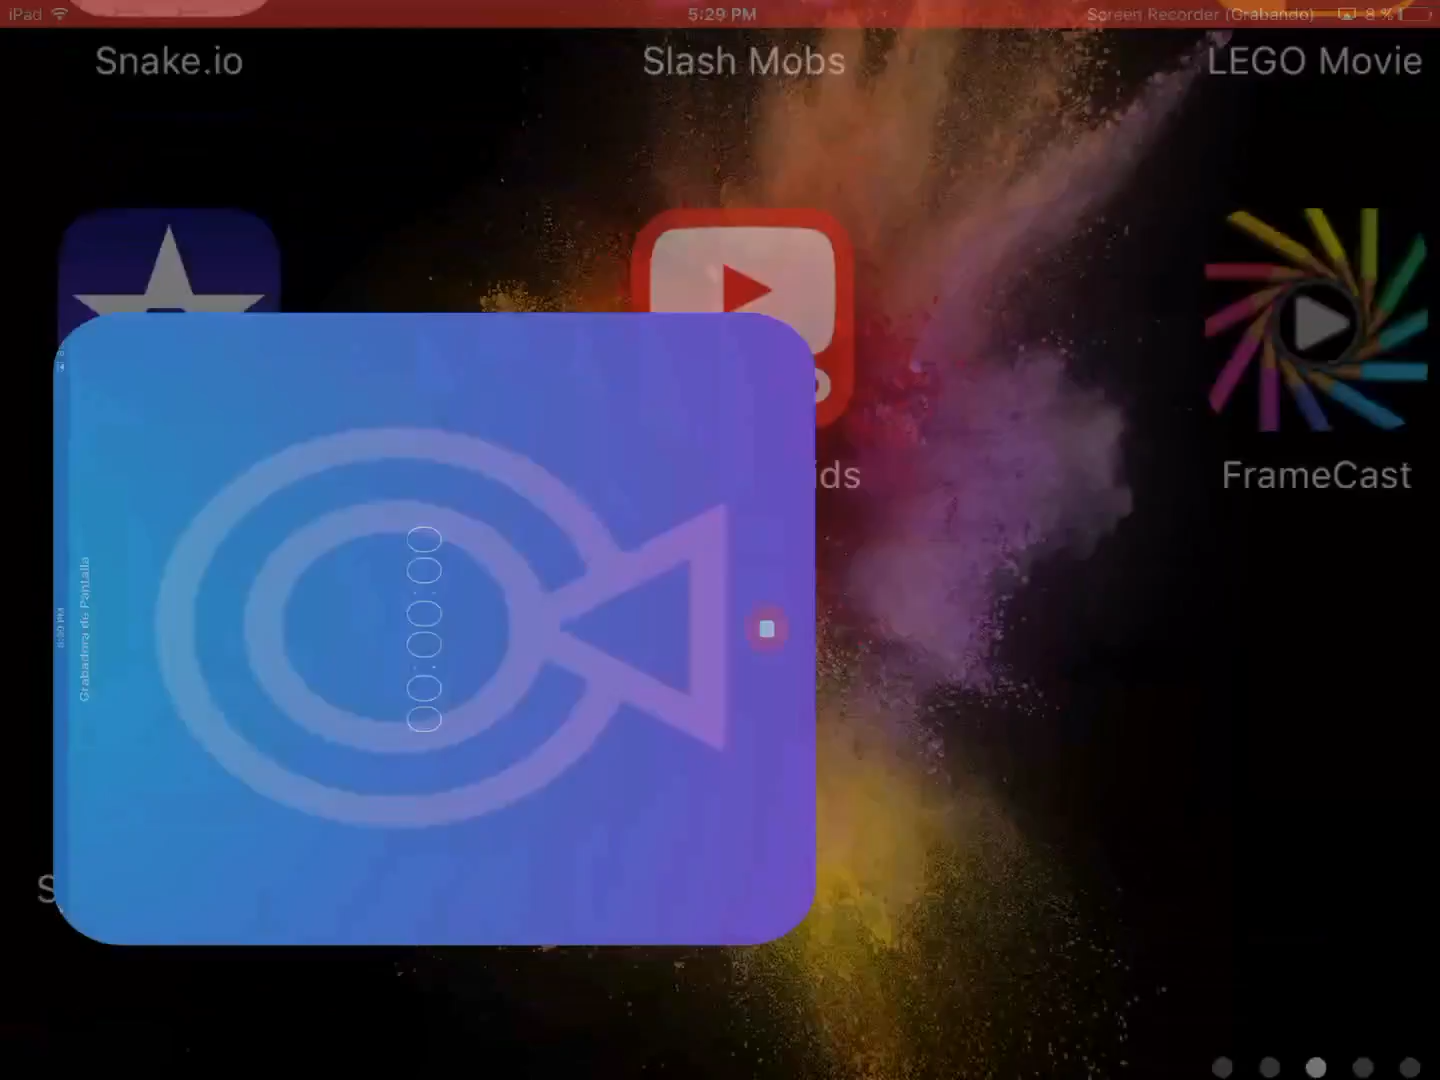 iPad 5:29 PM Screen Recorder (Grabando) 8 %
Snake.io Slash Mobs LEGO Movie
Grabadora de Pantalla
00:00:00
ids FrameCast
S